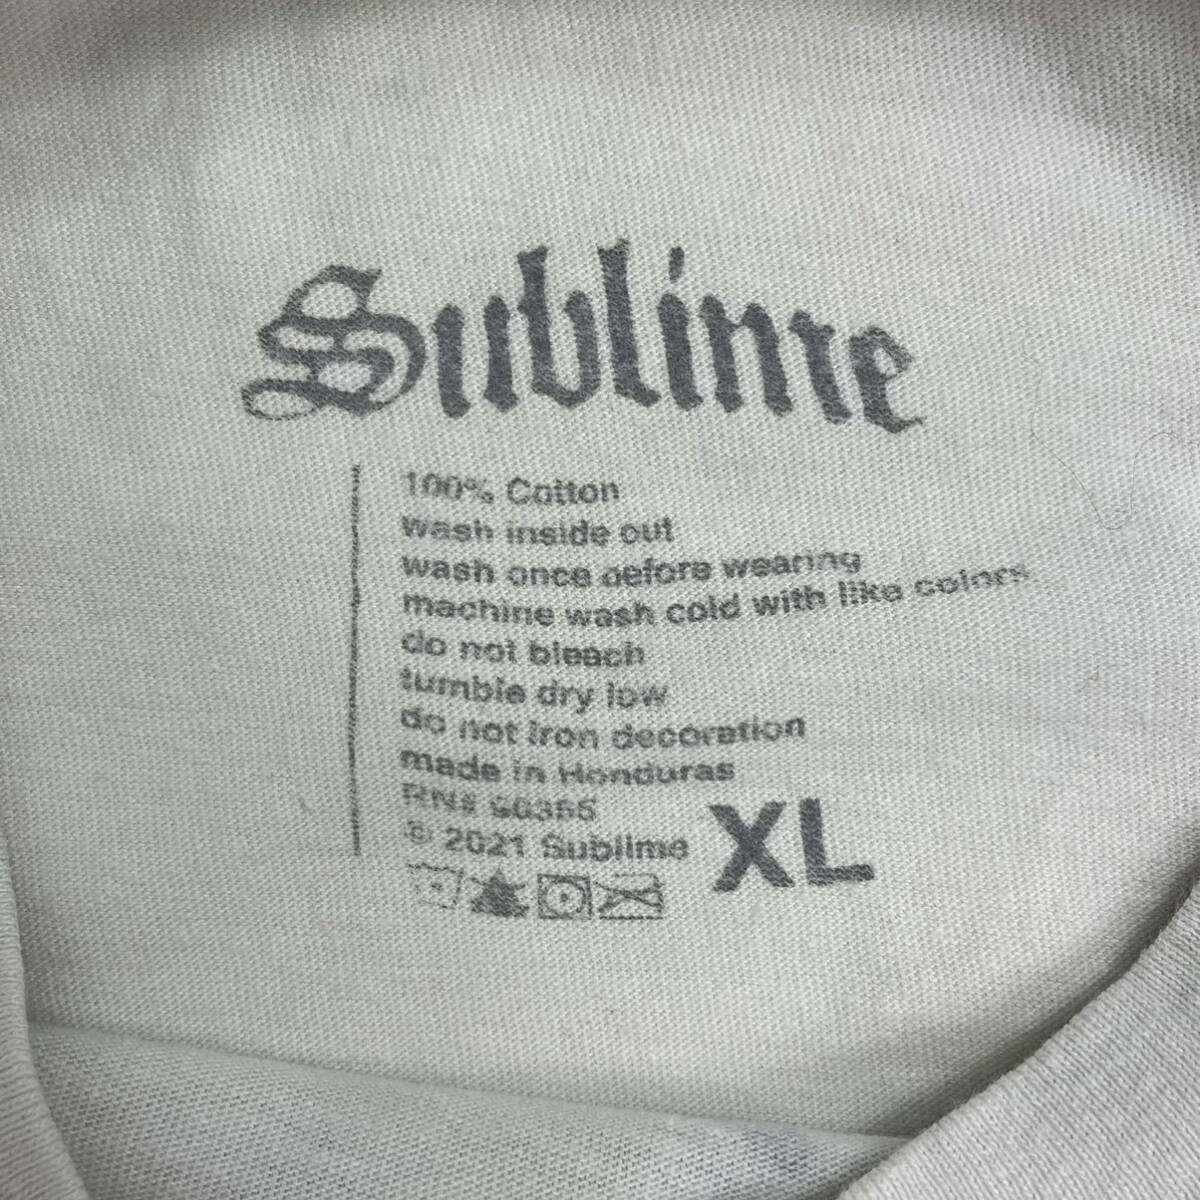 Sublime
100% Cotton
wash inside out
wash once before wearing
machine wash cold with like colors
do not bleach
tumble dry low
do not iron decoration
made in Honduras
RN#
© 2021 Sublime
XL